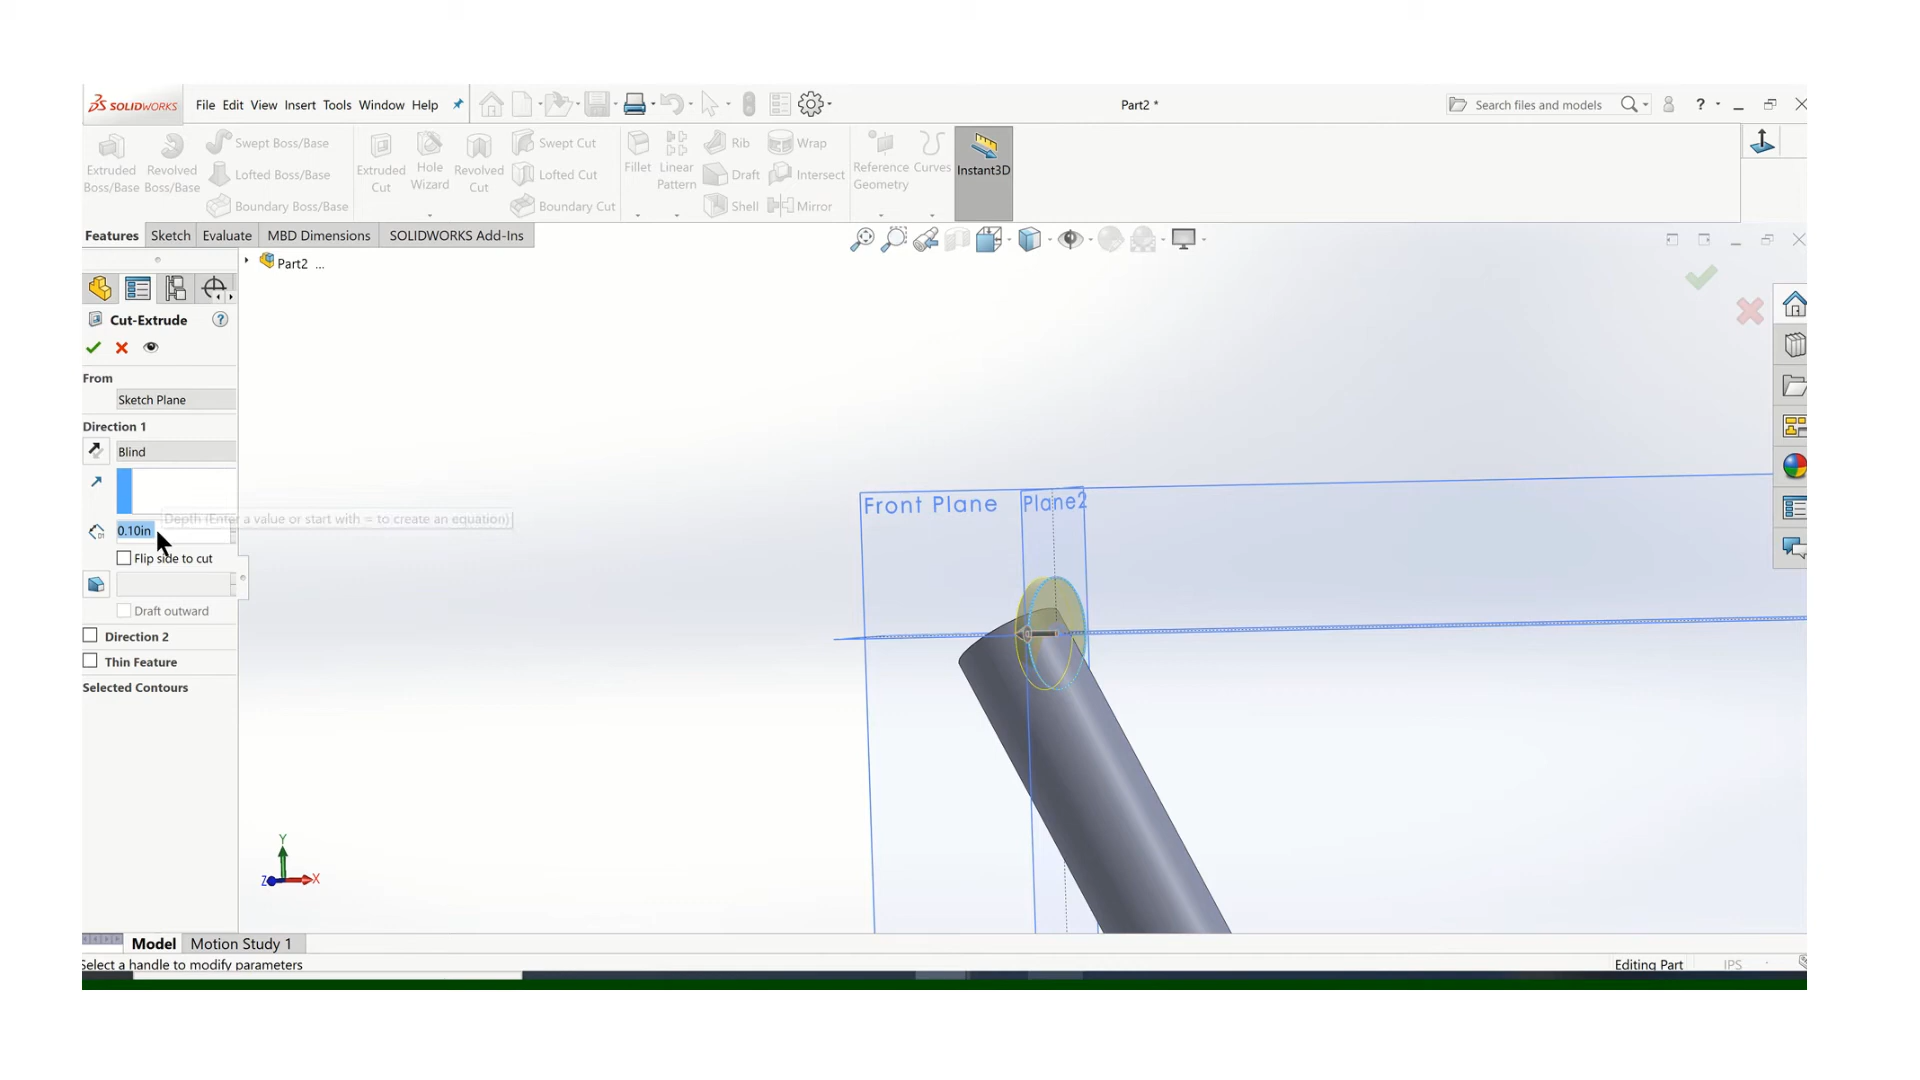 SOLIDWORKS File Edit View Insert Tools Window Help Part2 * Search files and models ?
Extruded Boss/Base
Revolved Boss/Base
Swept Boss/Base
Lofted Boss/Base
Boundary Boss/Base
Extruded Cut
Hole Wizard
Revolved Cut
Swept Cut
Lofted Cut
Boundary Cut
Fillet
Linear Pattern
Rib
Draft
Shell
Wrap
Intersect
Mirror
Reference Geometry
Curves
Instant3D
Features Sketch Evaluate MBD Dimensions SOLIDWORKS Add-Ins
Part2 ...
Cut-Extrude ?
From
Sketch Plane
Direction 1
Blind
Depth (Enter a value or start with = to create an equation)
0.10in
Flip side to cut
Draft outward
Direction 2
Thin Feature
Selected Contours
Front Plane Plane2
Y
Z X
Model Motion Study 1
Select a handle to modify parameters Editing Part IPS